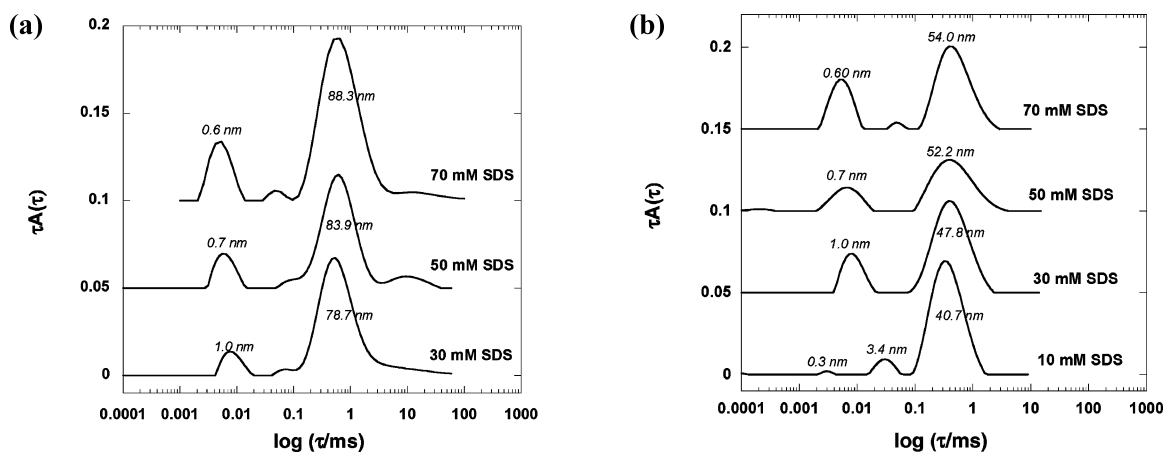 (a)
0.2
0.15
0.1
0.05
0
τA(τ)
88.3 nm
0.6 nm
70 mM SDS
83.9 nm
0.7 nm
50 mM SDS
78.7 nm
1.0 nm
30 mM SDS
0.0001 0.001 0.01 0.1 1 10 100 1000
log (τ/ms)
(b)
0.2
0.15
0.1
0.05
0
τA(τ)
54.0 nm
0.60 nm
70 mM SDS
52.2 nm
0.7 nm
50 mM SDS
1.0 nm
47.8 nm
30 mM SDS
40.7 nm
3.4 nm
0.3 nm
10 mM SDS
0.0001 0.001 0.01 0.1 1 10 100 1000
log (τ/ms)